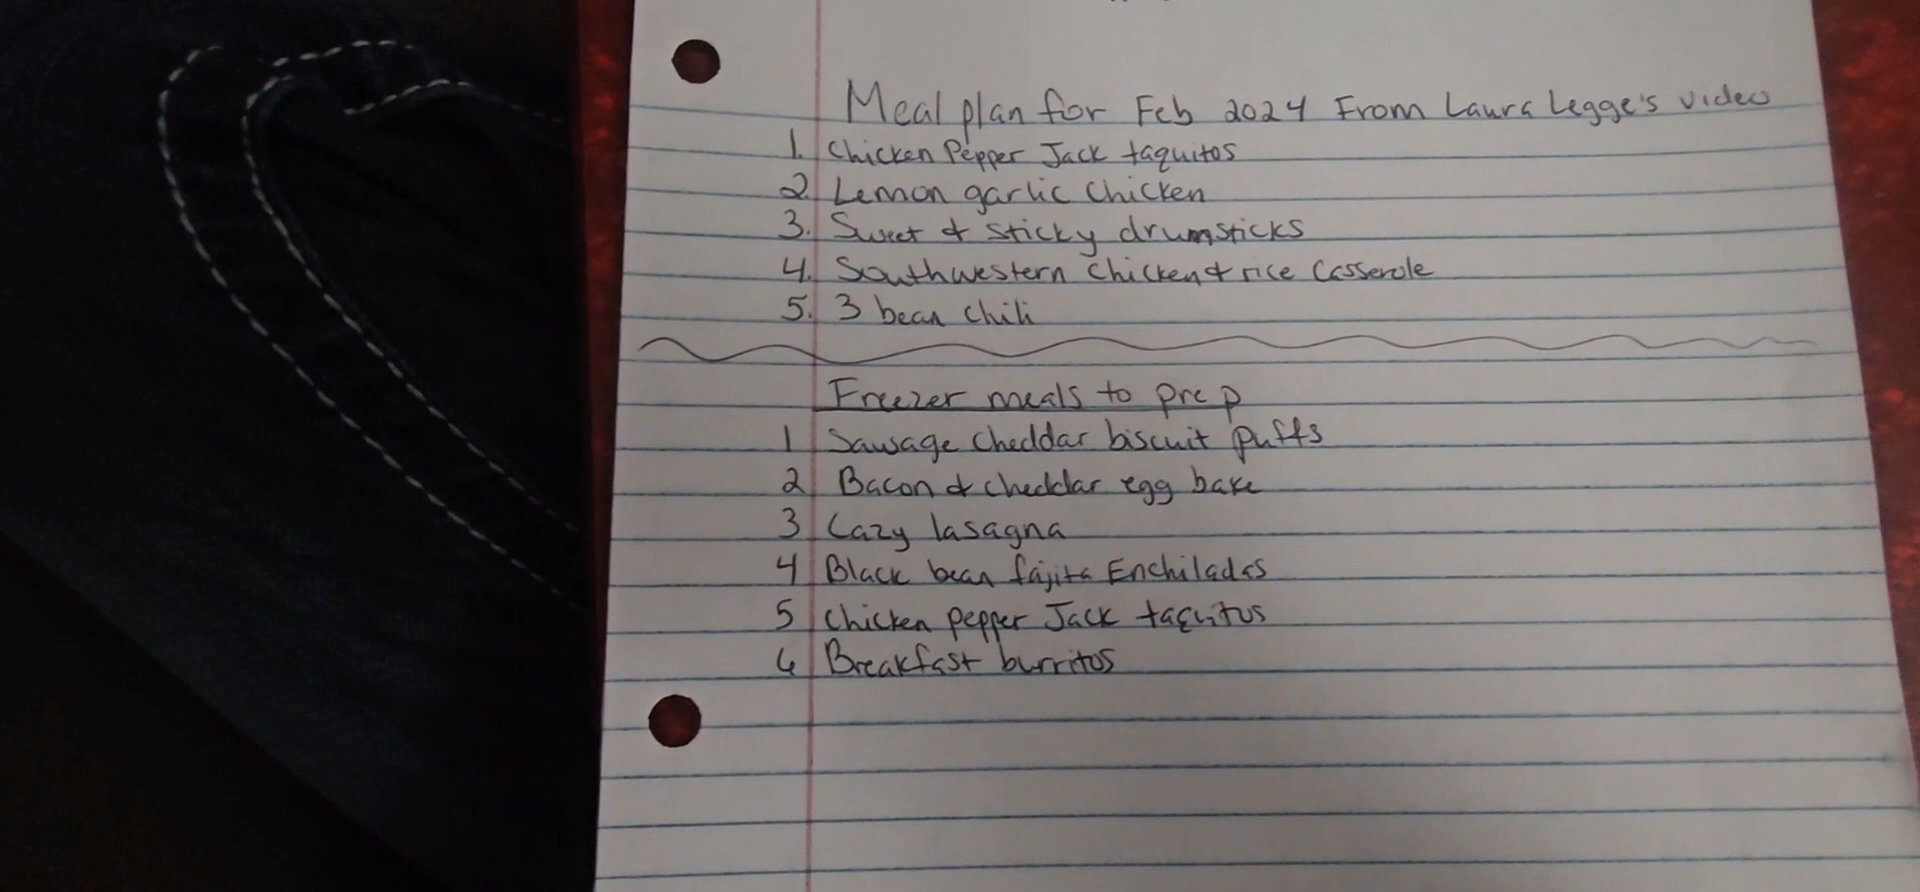 Meal plan for Feb 2024 From Laura Legge's video
1. Chicken Pepper Jack taquitos
2. Lemon garlic Chicken
3. Sweet & sticky drumsticks
4. Southwestern Chicken & rice Casserole
5. 3 bean chili
Freezer meals to prep
1 Sausage cheddar biscuit puffs
2 Bacon & cheddar egg bake
3 Lazy lasagna
4 Black bean fajita Enchiladas
5 Chicken pepper Jack taquitos
6 Breakfast burritos